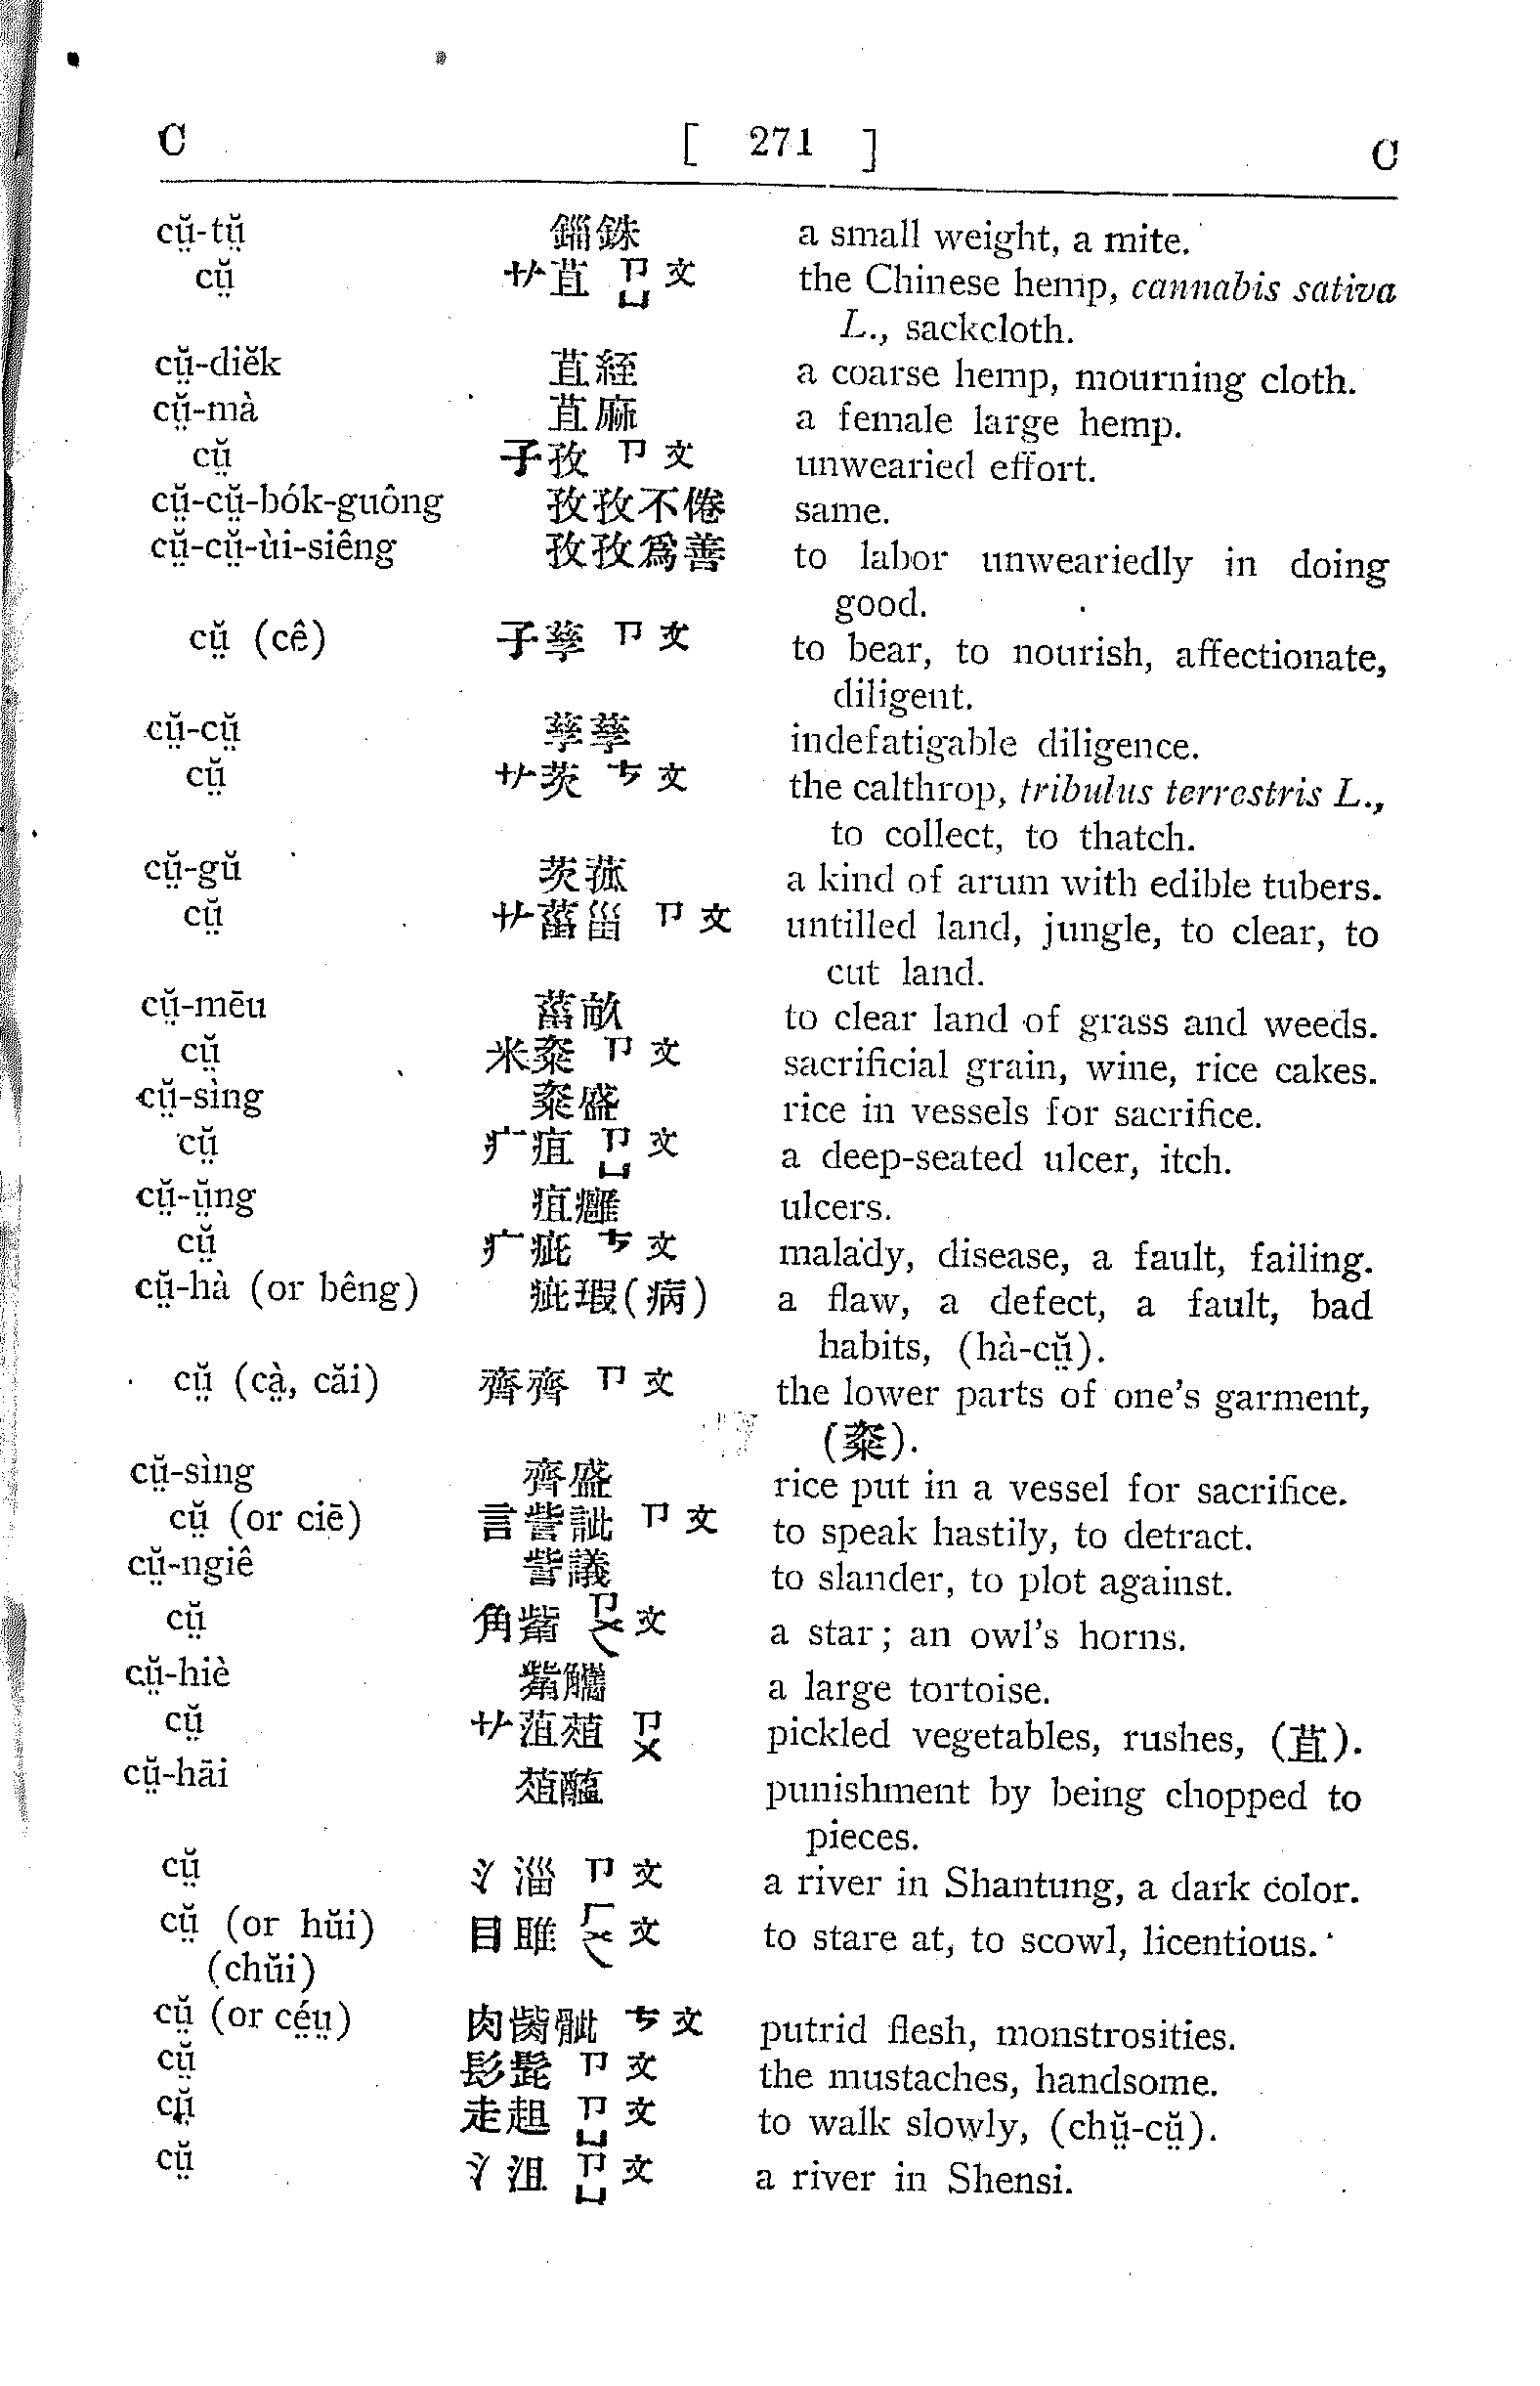 C [ 271 ] C
cṳ̆-tṳ̆ 錙銖 a small weight, a mite.
cṳ̆ 艹苴 ㄗㄩ 文 the Chinese hemp, cannabis sativa
L., sackcloth.
cṳ̆-diĕk 苴絰 a coarse hemp, mourning cloth.
cṳ̆-mà 苴麻 a female large hemp.
cṳ̆ 子孜 ㄗ 文 unwearied effort.
cṳ̆-cṳ̆-bók-guông 孜孜不倦 same.
cṳ̆-cṳ̆-ùi-siêng 孜孜爲善 to labor unweariedly in doing
good.
cṳ̆ (cê) 子孳 ㄗ 文 to bear, to nourish, affectionate,
diligent.
cṳ̆-cṳ̆ 孳孳 indefatigable diligence.
cṳ̆ 艹茨 ㄘ 文 the calthrop, tribulus terrestris L.,
to collect, to thatch.
cṳ̆-gŭ 茨菰 a kind of arum with edible tubers.
cṳ̆ 艹菑甾 ㄗ 文 untilled land, jungle, to clear, to
cut land.
cṳ̆-mēu 菑畝 to clear land of grass and weeds.
cṳ̆ 米粢 ㄗ 文 sacrificial grain, wine, rice cakes.
cṳ̆-sìng 粢盛 rice in vessels for sacrifice.
cṳ̆ 疒疽 ㄗㄩ 文 a deep-seated ulcer, itch.
cṳ̆-ṳ̆ng 疽癰 ulcers.
cṳ̆ 疒疵 ㄘ 文 malady, disease, a fault, failing.
cṳ̆-hà (or bêng) 疵瑕(病) a flaw, a defect, a fault, bad
habits, (hà-cṳ̆).
cṳ̆ (cà̤, căi) 齊齊 ㄗ 文 the lower parts of one's garment,
(粢).
cṳ̆-sìng 齊盛 rice put in a vessel for sacrifice.
cṳ̆ (or ciē) 言訾訿 ㄗ 文 to speak hastily, to detract.
cṳ̆-ngiê 訾議 to slander, to plot against.
cṳ̆ 角觜 ㄗㄨㄟ 文 a star; an owl's horns.
cṳ̆-hiè 觜觿 a large tortoise.
cṳ̆ 艹菹葅 ㄗㄨ pickled vegetables, rushes, (苴).
cṳ̆-hāi 葅醢 punishment by being chopped to
pieces.
cṳ̆ 氵淄 ㄗ 文 a river in Shantung, a dark color.
cṳ̆ (or hŭi) 目睢 ㄏㄨㄟ 文 to stare at, to scowl, licentious.
(chŭi)
cṳ̆ (or cé̤ṳ) 肉胔骴 ㄘ 文 putrid flesh, monstrosities.
cṳ̆ 髟髭 ㄗ 文 the mustaches, handsome.
cṳ̆ 走趄 ㄗㄩ 文 to walk slowly, (chṳ̆-cṳ̆).
cṳ̆ 氵沮 ㄗㄩ 文 a river in Shensi.